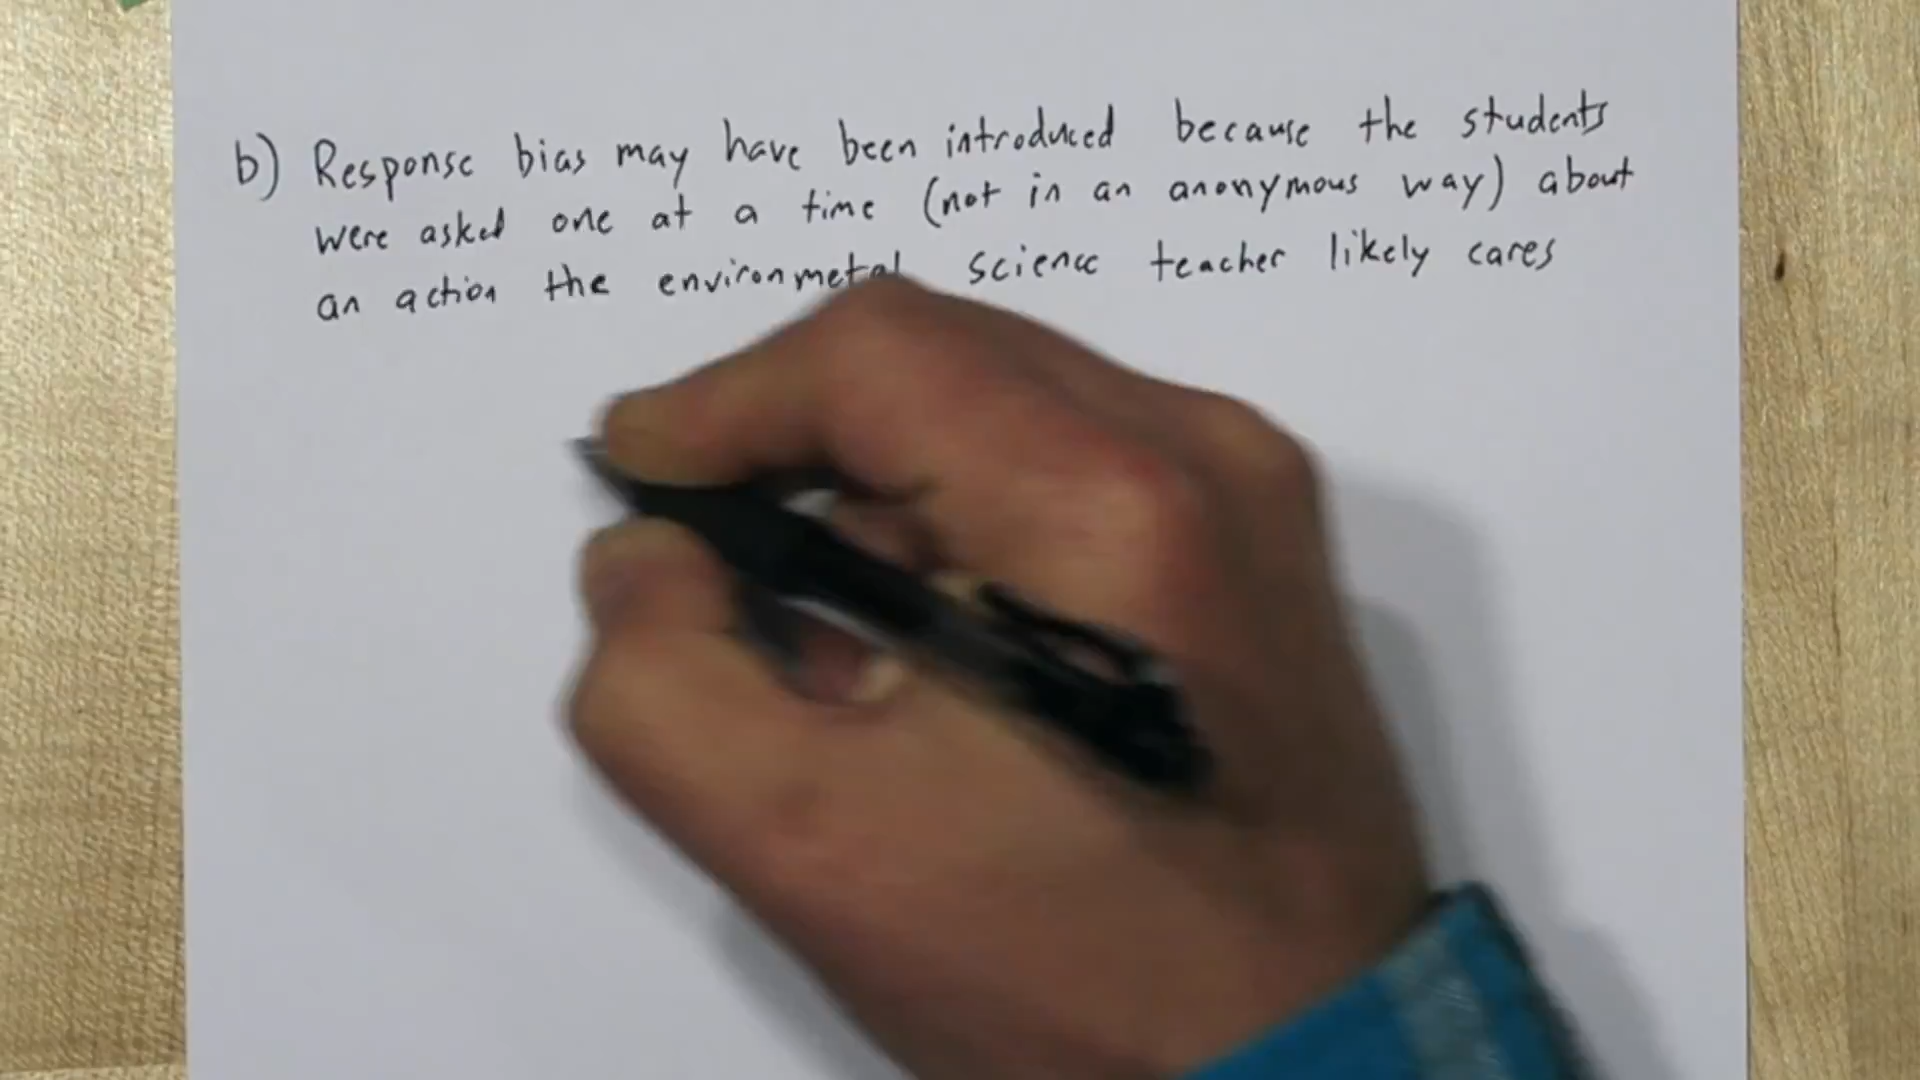 b) Response bias may have been introduced because the students
were asked one at a time (not in an anonymous way) about
an action the environmetal science teacher likely cares